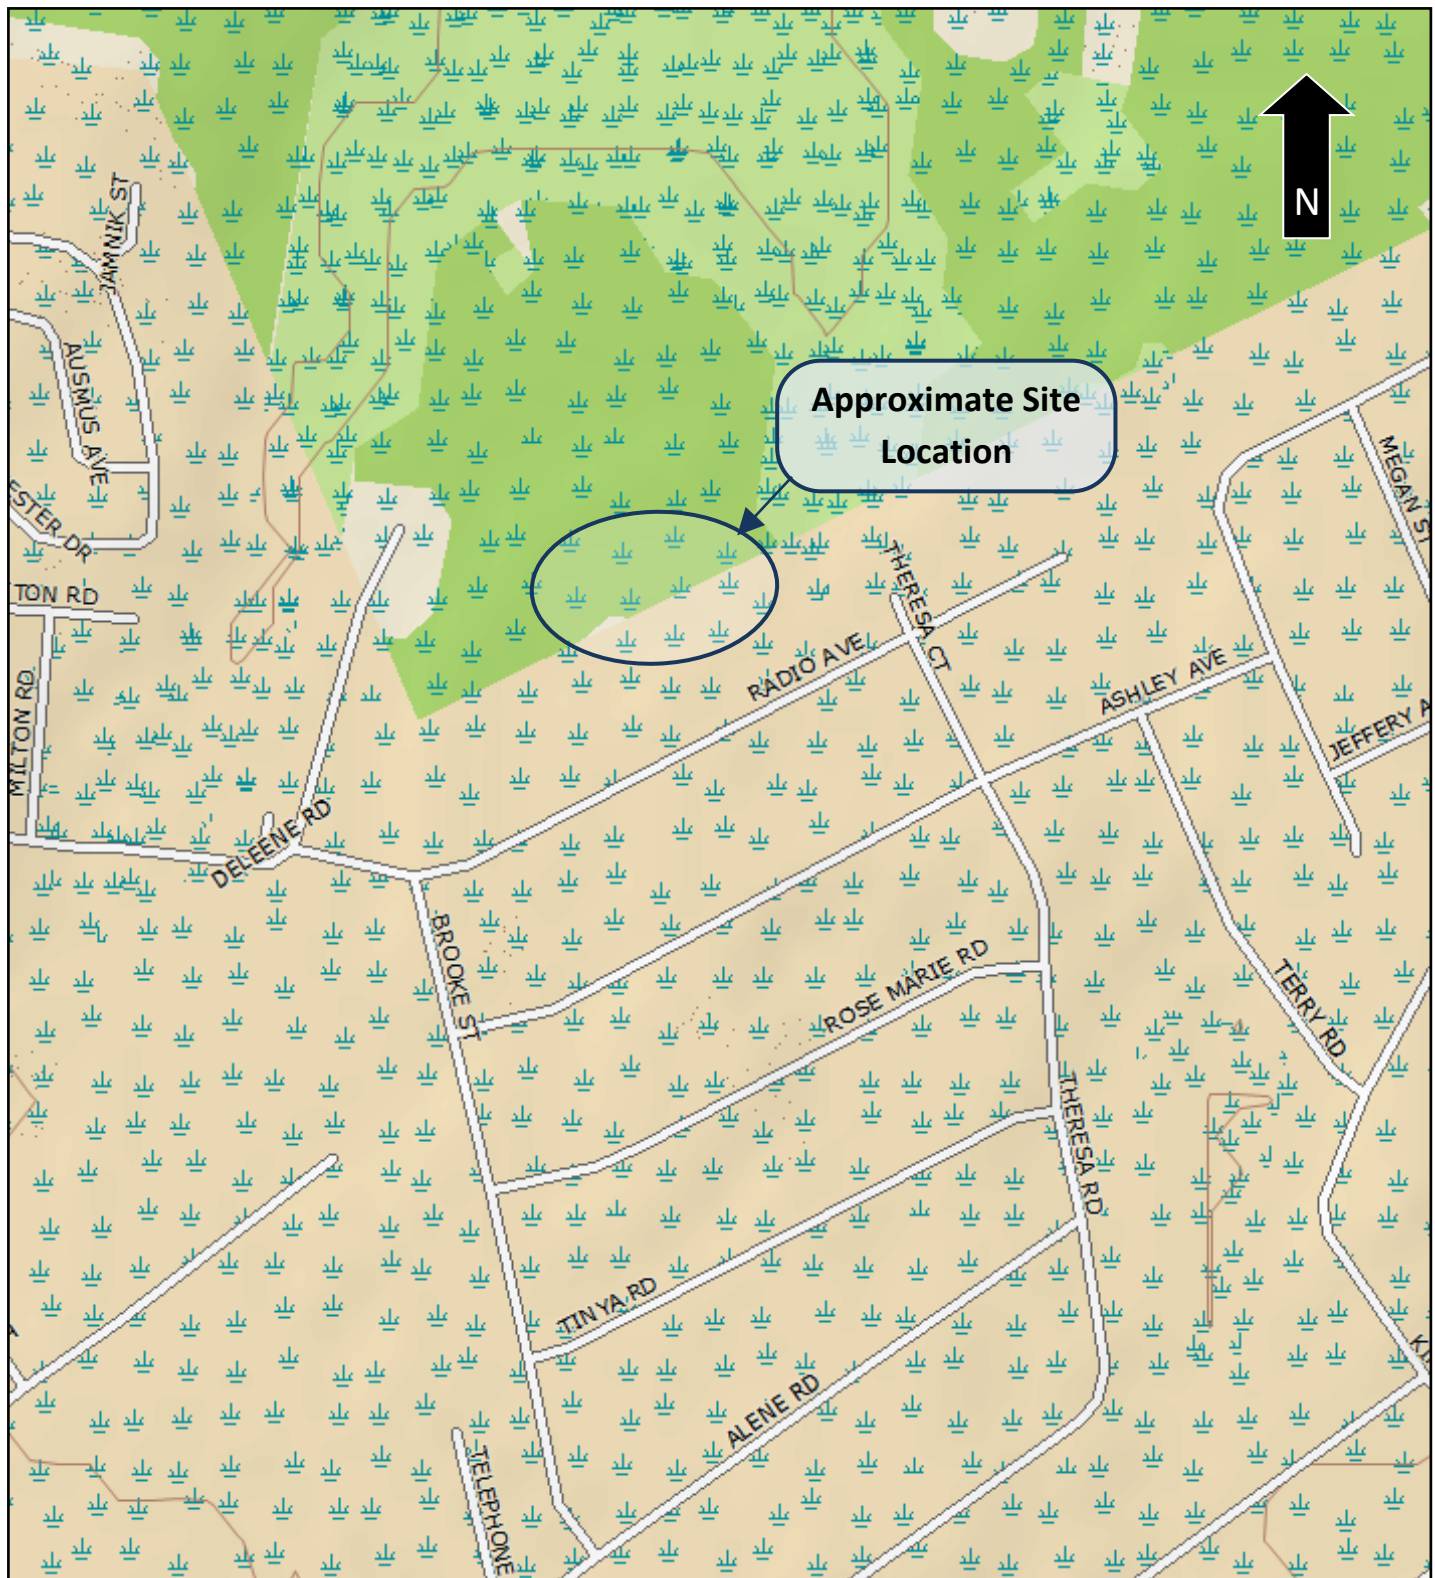 N
JAMNIK ST
AUSMUS AVE
ESTER DR
TON RD
MILTON RD
Approximate Site
Location
MEGAN ST
THERESA CT
RADIO AVE
ASHLEY AVE
JEFFERY A
DELEENE RD
BROOKE ST
ROSE MARIE RD
TERRY RD
THERESA RD
TINYA RD
ALENE RD
TELEPHONE